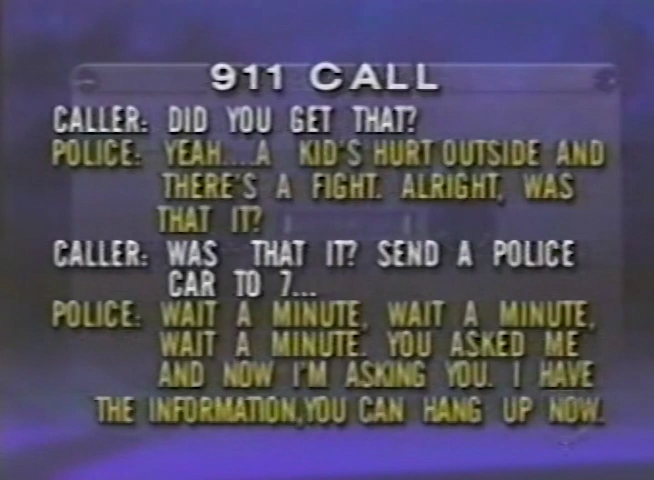 911 CALL
CALLER: DID YOU GET THAT?
POLICE: YEAH....A KID'S HURT OUTSIDE AND
THERE'S A FIGHT. ALRIGHT, WAS
THAT IT?
CALLER: WAS THAT IT? SEND A POLICE
CAR TO 7...
POLICE: WAIT A MINUTE, WAIT A MINUTE,
WAIT A MINUTE. YOU ASKED ME
AND NOW I'M ASKING YOU. I HAVE
THE INFORMATION,YOU CAN HANG UP NOW.